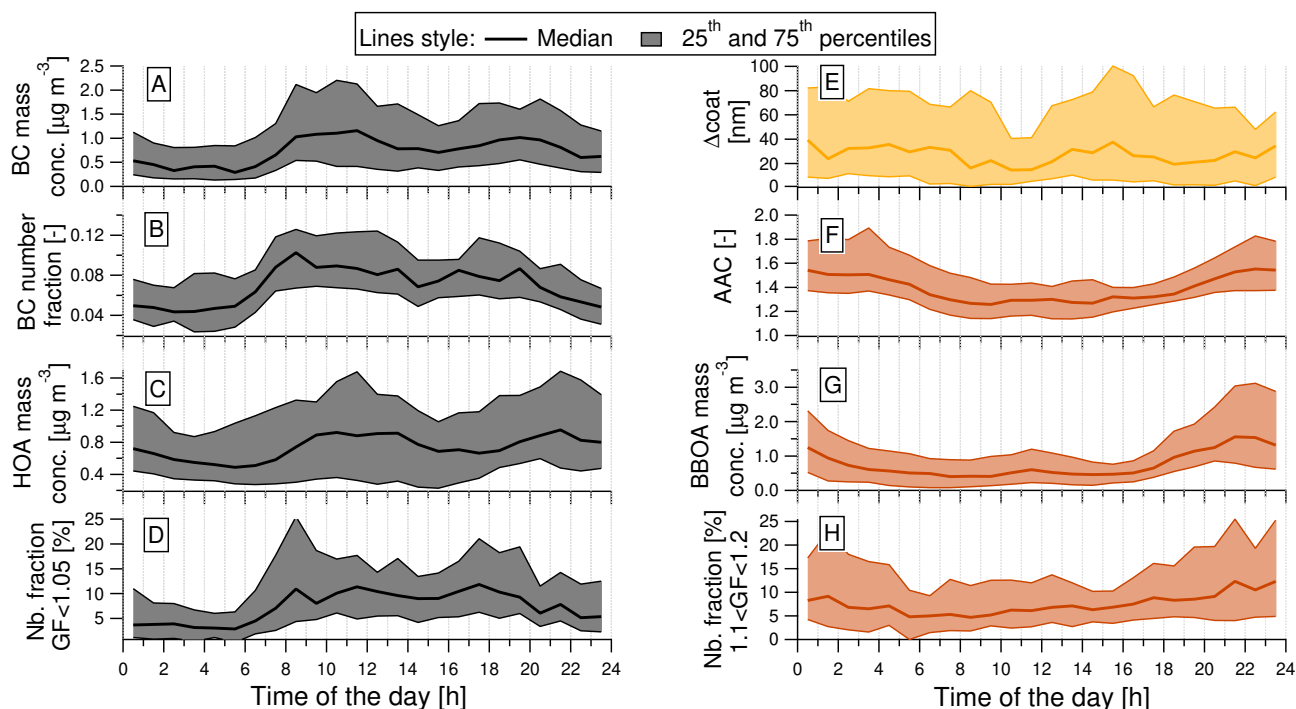 Lines style: Median 25th and 75th percentiles
A
BC mass
conc. [µg m-3]
2.5
2.0
1.5
1.0
0.5
0.0
B
BC number
fraction [-]
0.12
0.08
0.04
C
HOA mass
conc. [µg m-3]
1.6
1.2
0.8
0.4
D
Nb. fraction
GF<1.05 [%]
25
20
15
10
5
0 2 4 6 8 10 12 14 16 18 20 22 24
Time of the day [h]
E
Δcoat
[nm]
100
80
60
40
20
0
F
AAC [-]
2.0
1.8
1.6
1.4
1.2
1.0
G
BBOA mass
conc. [µg m-3]
3.0
2.0
1.0
0.0
H
Nb. fraction [%]
1.1<GF<1.2
25
20
15
10
5
0
0 2 4 6 8 10 12 14 16 18 20 22 24
Time of the day [h]